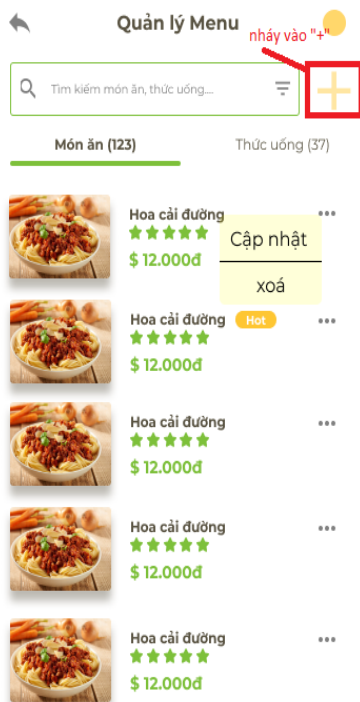 Quản lý Menu
nháy vào "+"
Tìm kiếm món ăn, thức uống....
Món ăn (123)
Thức uống (37)
Hoa cải đường
$ 12.000đ
Cập nhật
xoá
Hoa cải đường
Hot
$ 12.000đ
Hoa cải đường
$ 12.000đ
Hoa cải đường
$ 12.000đ
Hoa cải đường
$ 12.000đ